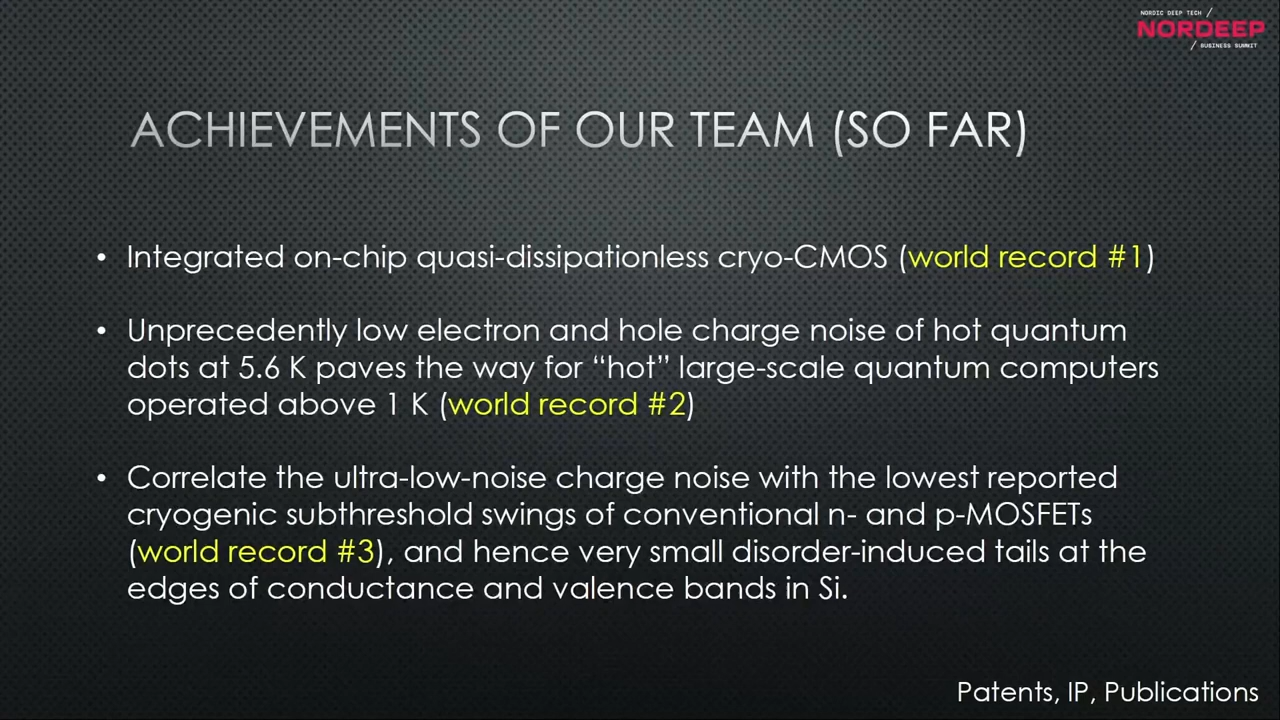 NORDIC DEEP TECH /
NORDEEP
/ BUSINESS SUMMIT
ACHIEVEMENTS OF OUR TEAM (SO FAR)
• Integrated on-chip quasi-dissipationless cryo-CMOS (world record #1)
• Unprecedently low electron and hole charge noise of hot quantum
dots at 5.6 K paves the way for “hot” large-scale quantum computers
operated above 1 K (world record #2)
• Correlate the ultra-low-noise charge noise with the lowest reported
cryogenic subthreshold swings of conventional n- and p-MOSFETs
(world record #3), and hence very small disorder-induced tails at the
edges of conductance and valence bands in Si.
Patents, IP, Publications